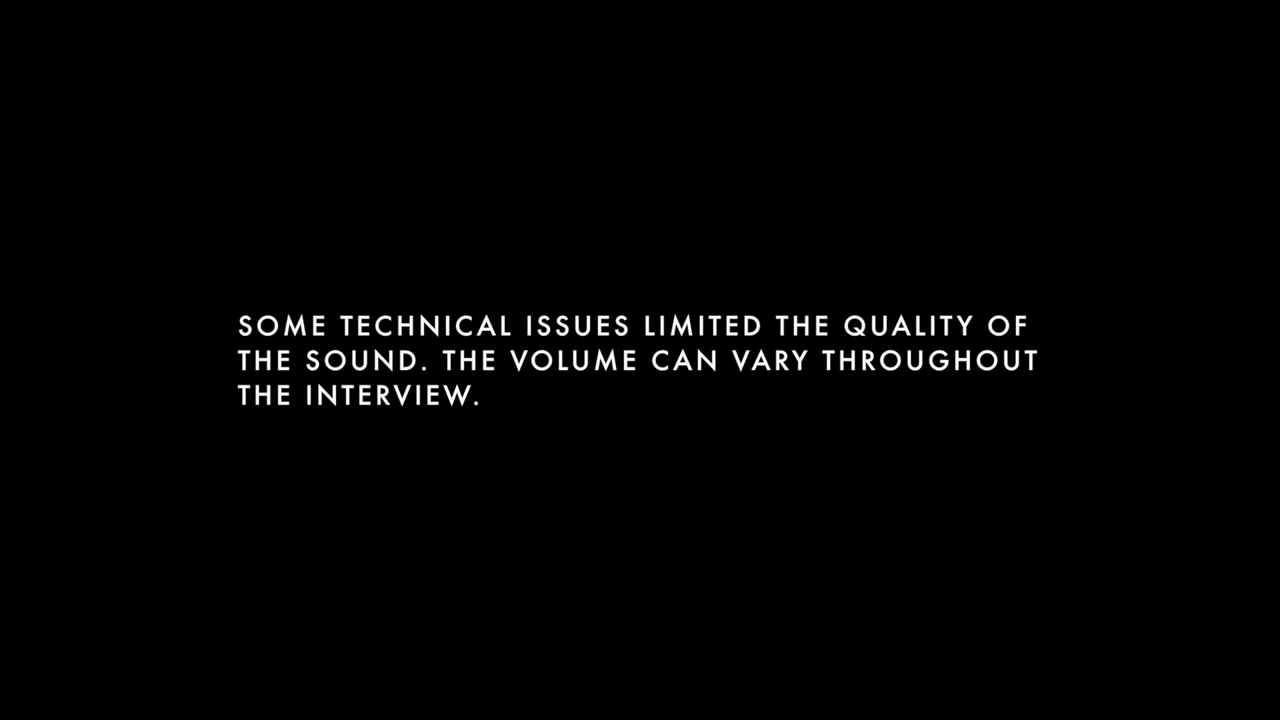 SOME TECHNICAL ISSUES LIMITED THE QUALITY OF
THE SOUND. THE VOLUME CAN VARY THROUGHOUT
THE INTERVIEW.